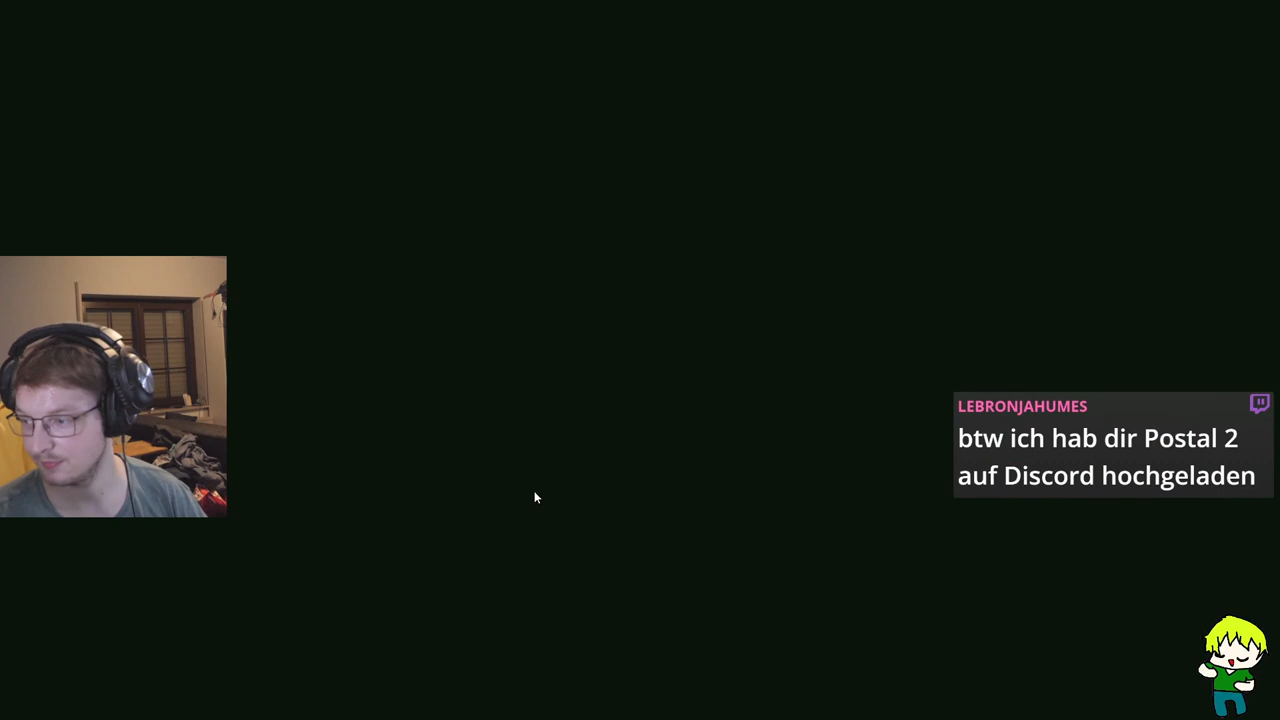 LEBRONJAHUMES
btw ich hab dir Postal 2
auf Discord hochgeladen